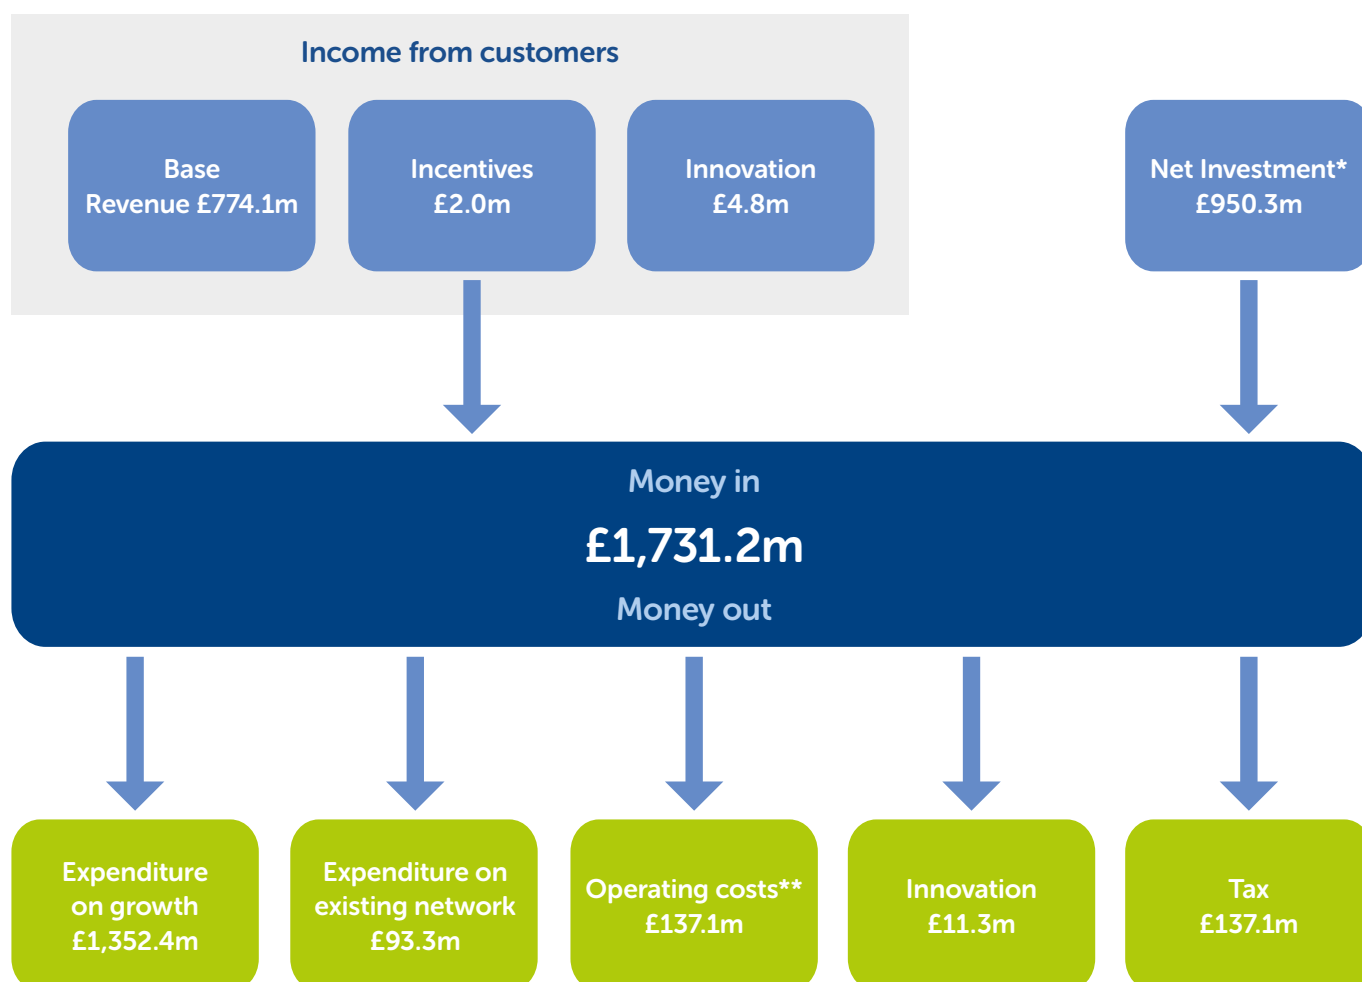 Income from customers
Base
Revenue £774.1m
Incentives
£2.0m
Innovation
£4.8m
Net Investment*
£950.3m
Money in
£1,731.2m
Money out
Expenditure
on growth
£1,352.4m
Expenditure on
existing network
£93.3m
Operating costs**
£137.1m
Innovation
£11.3m
Tax
£137.1m